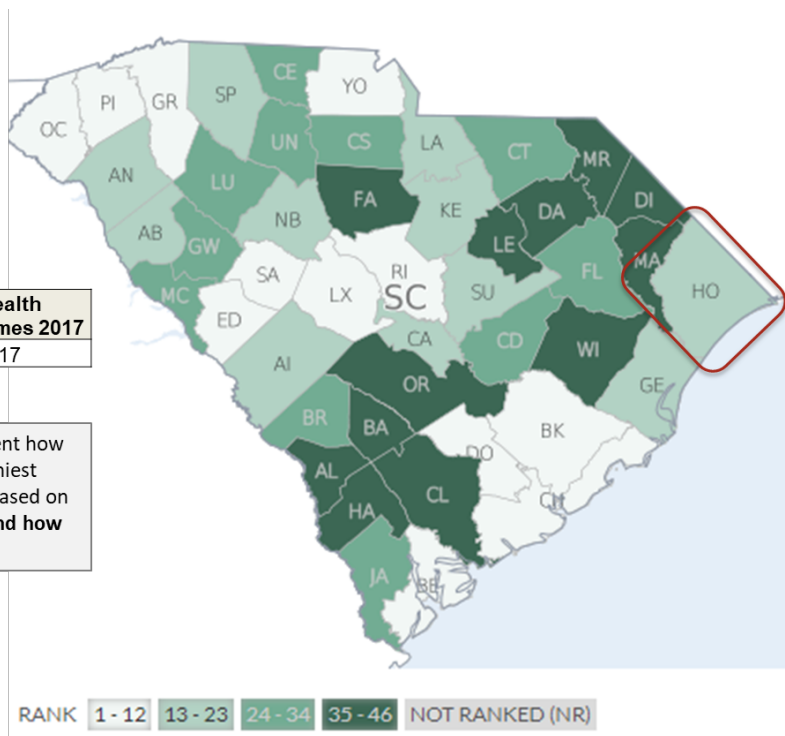 CE
YO
PI
GR
SP
OC
UN
CS
LA
CT
MR
AN
LU
FA
KE
DA
DI
AB
NB
GW
LE
MA
SA
RI
FL
HO
MC
LX
SC
SU
ED
CA
CD
WI
AI
OR
GE
BR
BA
BK
DO
AL
CL
CH
HA
JA
BE
ealth
mes 2017
17
ent how
niest
ased on
nd how
RANK 1 - 12 13 - 23 24 - 34 35 - 46 NOT RANKED (NR)